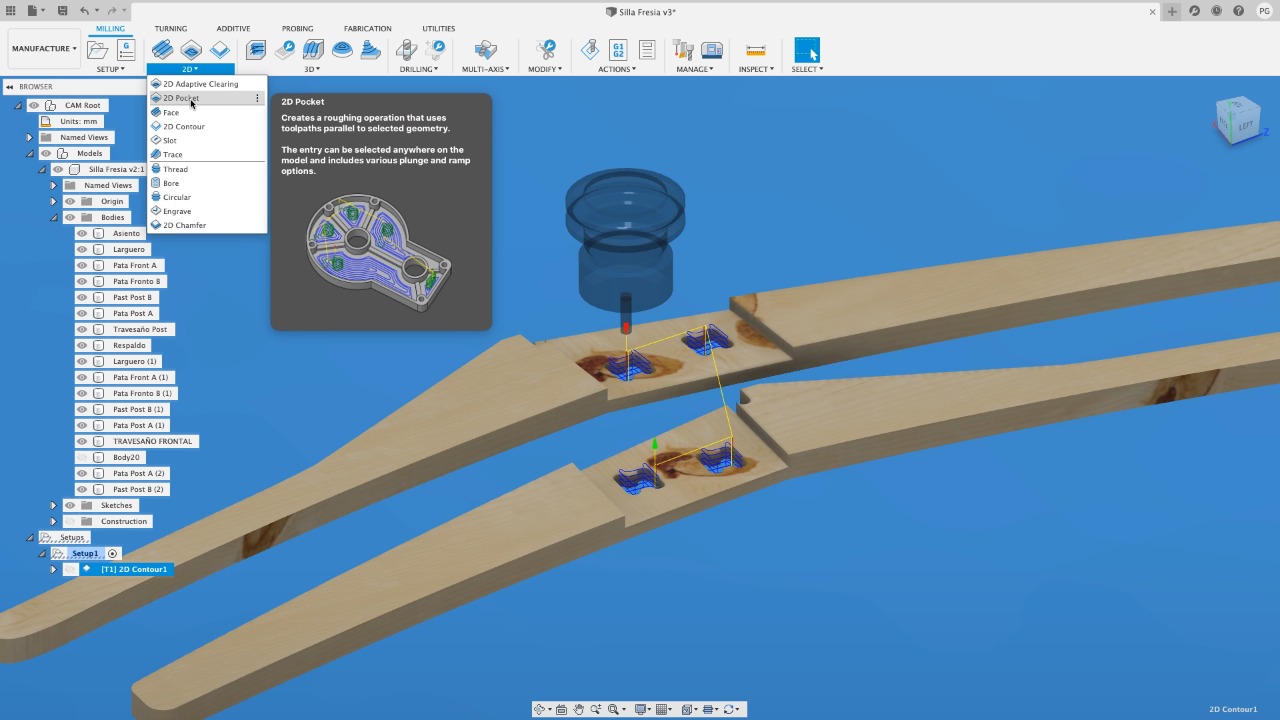 Silla Fresia v3*
PG
MANUFACTURE
MILLING
TURNING
ADDITIVE
PROBING
FABRICATION
UTILITIES
G1
G2
SETUP
2D
3D
DRILLING
MULTI-AXIS
MODIFY
ACTIONS
MANAGE
INSPECT
SELECT
BROWSER
CAM Root
Units: mm
Named Views
Models
Silla Fresia v2:1
Named Views
Origin
Bodies
Asiento
Larguero
Pata Front A
Pata Fronto B
Past Post B
Pata Post A
Travesaño Post
Respaldo
Larguero (1)
Pata Front A (1)
Pata Fronto B (1)
Past Post B (1)
Pata Post A (1)
TRAVESAÑO FRONTAL
Body20
Pata Post A (2)
Past Post B (2)
Sketches
Construction
Setups
Setup1
[T1] 2D Contour1
2D Adaptive Clearing
2D Pocket
Face
2D Contour
Slot
Trace
Thread
Bore
Circular
Engrave
2D Chamfer
2D Pocket
Creates a roughing operation that uses
toolpaths parallel to selected geometry.
The entry can be selected anywhere on the
model and includes various plunge and ramp
options.
LEFT
Z
2D Contour1